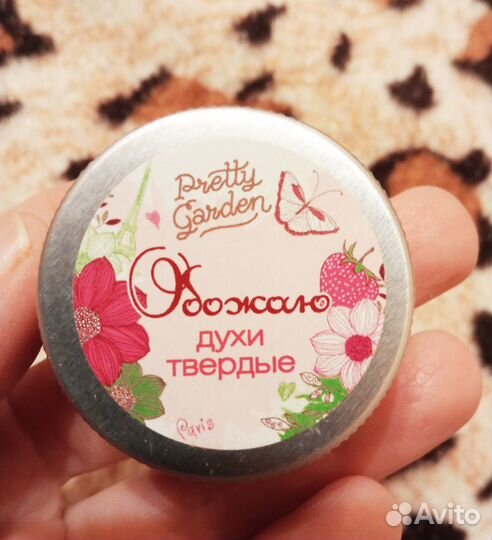 Pretty
Garden
Обожаю
духи
твердые
Paris
Avito